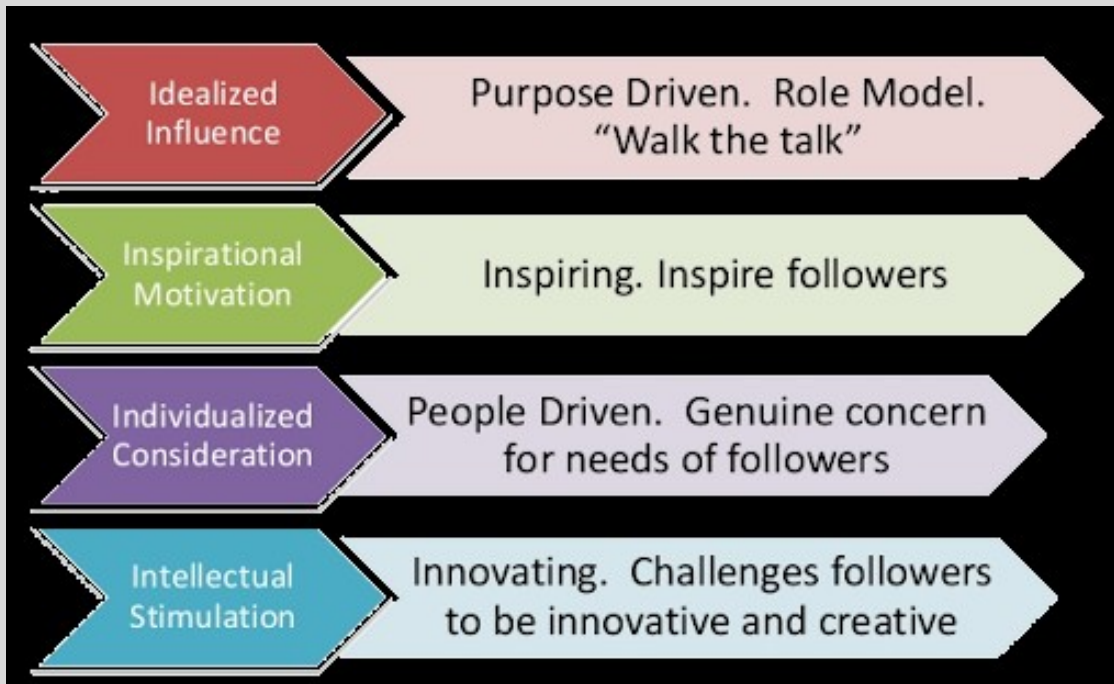 Idealized
Influence
Purpose Driven. Role Model.
“Walk the talk”
Inspirational
Motivation
Inspiring. Inspire followers
Individualized
Consideration
People Driven. Genuine concern
for needs of followers
Intellectual
Stimulation
Innovating. Challenges followers
to be innovative and creative